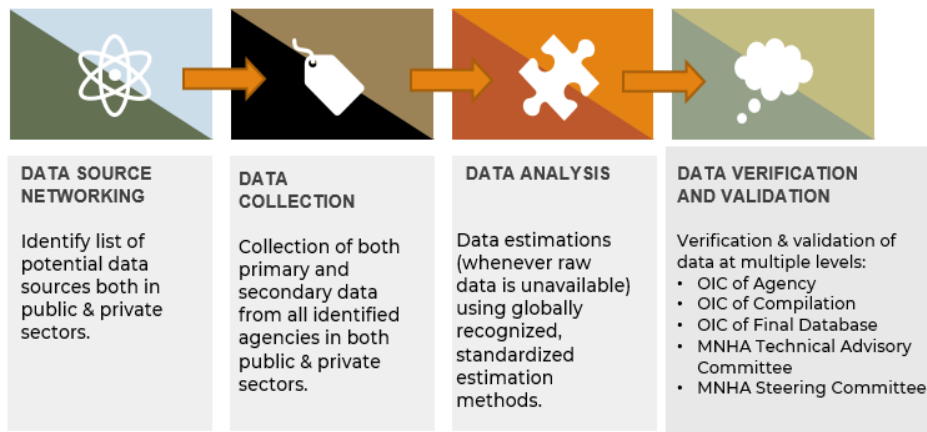 DATA SOURCE
NETWORKING
Identify list of
potential data
sources both in
public & private
sectors.
DATA
COLLECTION
Collection of both
primary and
secondary data
from all identified
agencies in both
public & private
sectors.
DATA ANALYSIS
Data estimations
(whenever raw
data is unavailable)
using globally
recognized,
standardized
estimation
methods.
DATA VERIFICATION
AND VALIDATION
Verification & validation of
data at multiple levels:
• OIC of Agency
• OIC of Compilation
• OIC of Final Database
• MNHA Technical Advisory
Committee
• MNHA Steering Committee